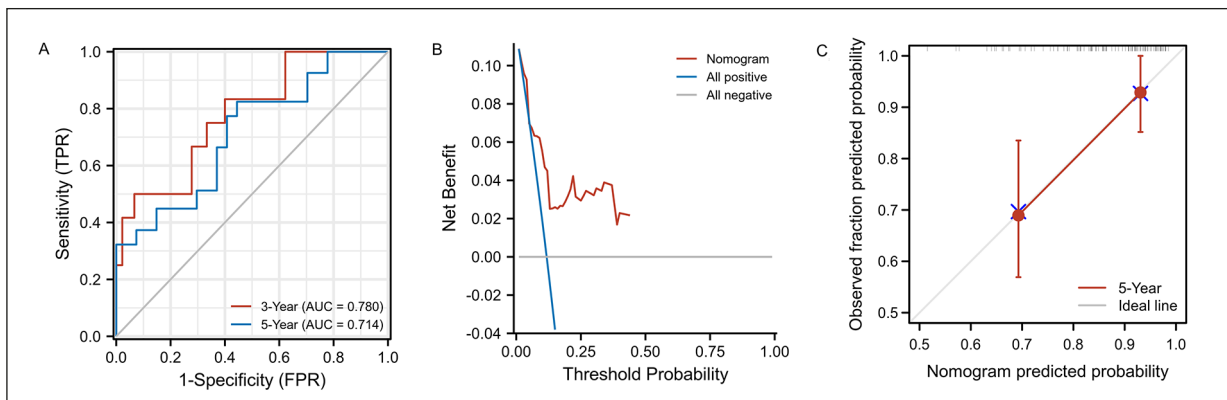 A
Sensitivity (TPR)
1.0
0.8
0.6
0.4
0.2
0.0
3-Year (AUC = 0.780)
5-Year (AUC = 0.714)
0.0 0.2 0.4 0.6 0.8 1.0
1-Specificity (FPR)
B
Net Benefit
0.10
0.08
0.06
0.04
0.02
0.00
-0.02
-0.04
Nomogram
All positive
All negative
0.00 0.25 0.50 0.75 1.00
Threshold Probability
C
Observed fraction predicted probability
1.0
0.9
0.8
0.7
0.6
0.5
5-Year
Ideal line
0.5 0.6 0.7 0.8 0.9 1.0
Nomogram predicted probability